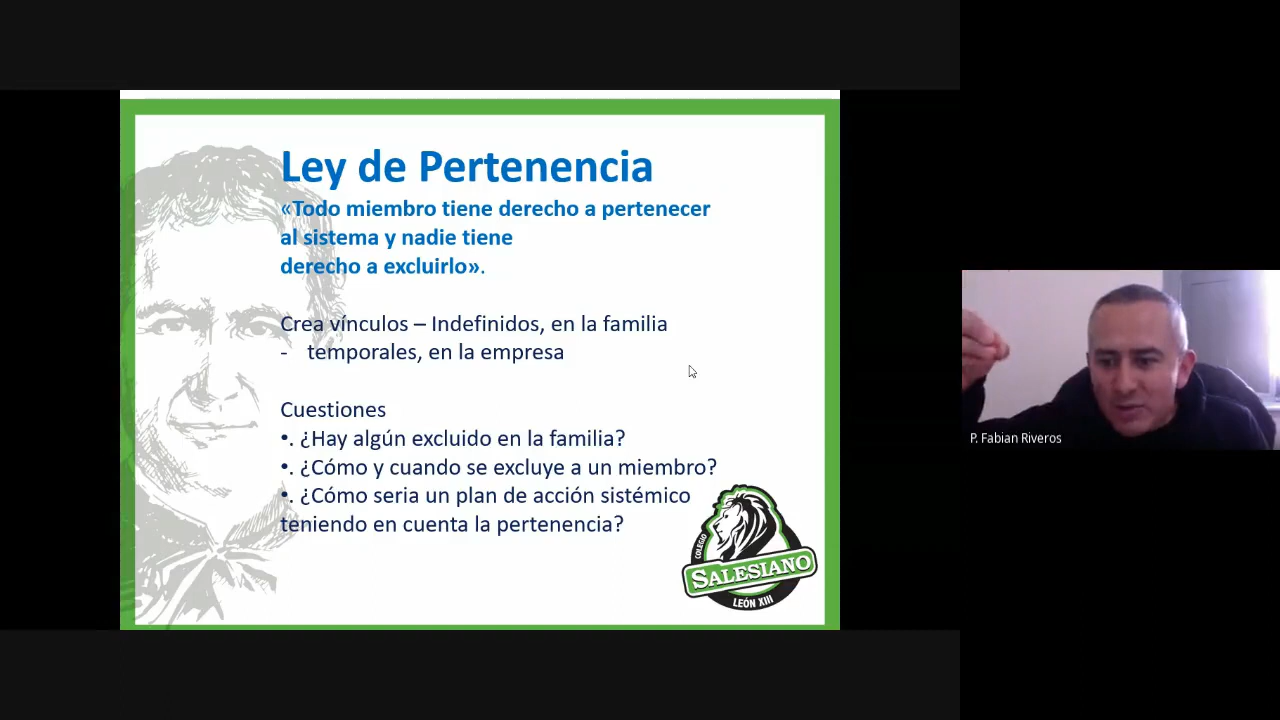 Ley de Pertenencia
«Todo miembro tiene derecho a pertenecer
al sistema y nadie tiene
derecho a excluirlo».
Crea vínculos – Indefinidos, en la familia
- temporales, en la empresa
Cuestiones
•. ¿Hay algún excluido en la familia?
•. ¿Cómo y cuando se excluye a un miembro?
•. ¿Cómo seria un plan de acción sistémico
teniendo en cuenta la pertenencia?
COLEGIO
SALESIANO
LEÓN XIII
P. Fabian Riveros